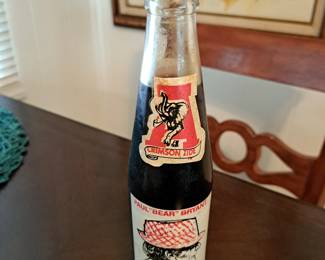 A
CRIMSON TIDE
PAUL "BEAR" BRYANT